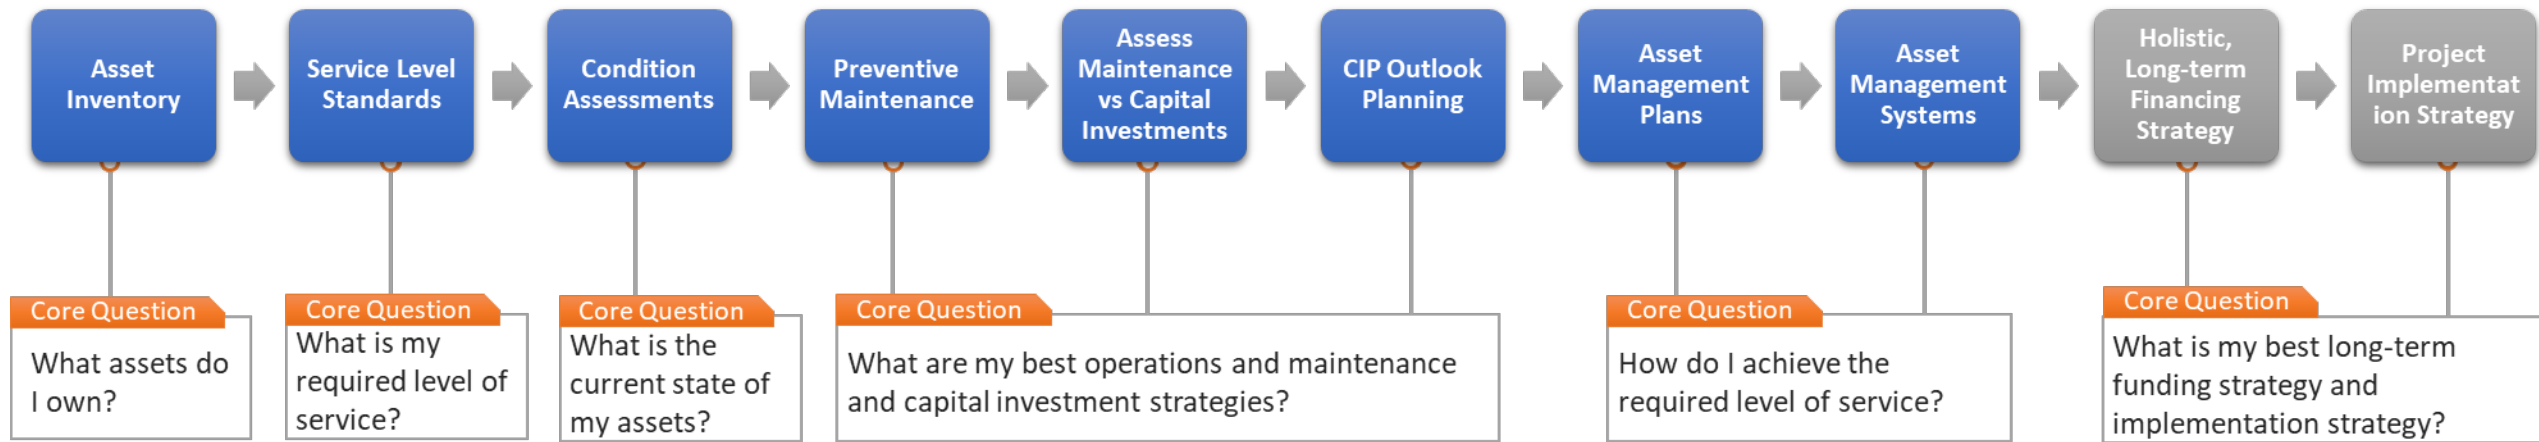 Asset
Inventory
Service Level
Standards
Condition
Assessments
Preventive
Maintenance
Assess
Maintenance
vs Capital
Investments
CIP Outlook
Planning
Asset
Management
Plans
Asset
Management
Systems
Holistic,
Long-term
Financing
Strategy
Project
Implementat
ion Strategy
Core Question
What assets do
I own?
Core Question
What is my
required level of
service?
Core Question
What is the
current state of
my assets?
Core Question
What are my best operations and maintenance
and capital investment strategies?
Core Question
How do I achieve the
required level of service?
Core Question
What is my best long-term
funding strategy and
implementation strategy?